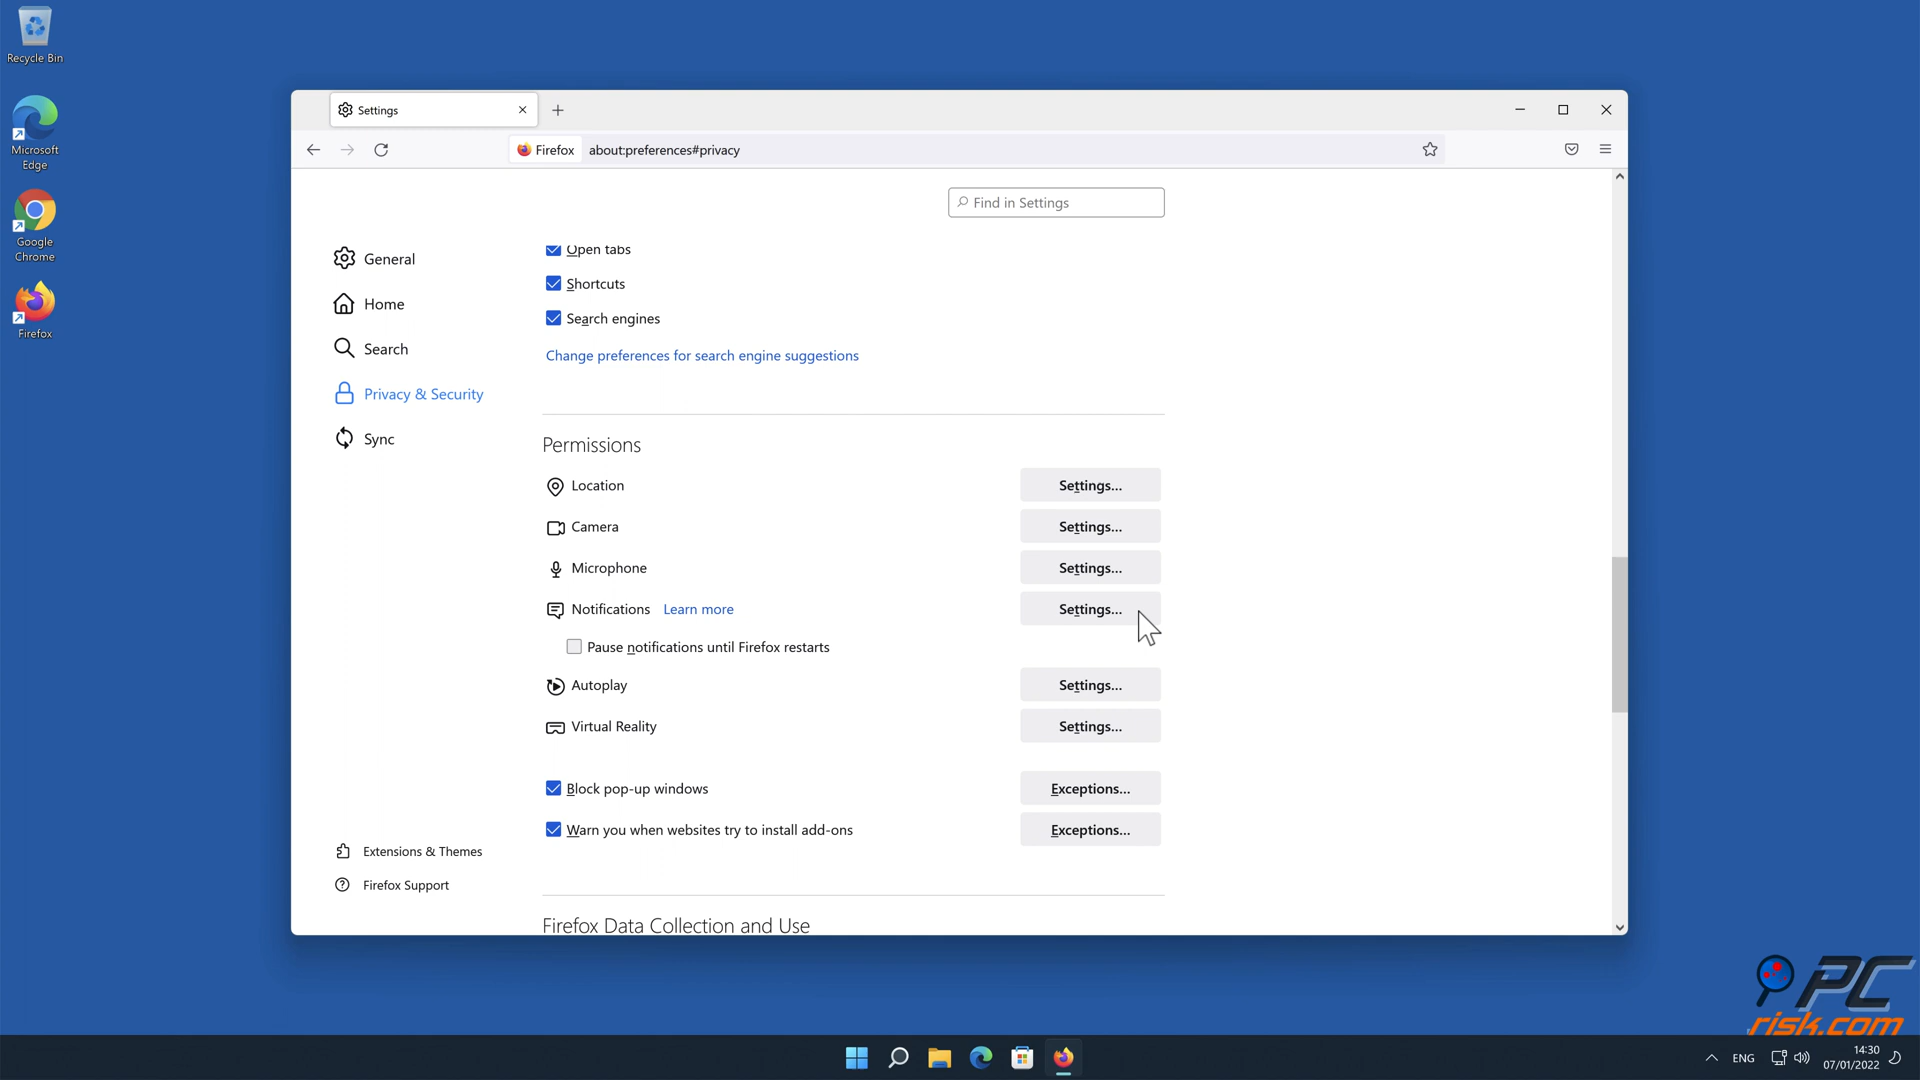 Recycle Bin
Microsoft
Edge
Google
Chrome
Firefox
Settings
Firefox
about:preferences#privacy
Find in Settings
General
Home
Search
Privacy & Security
Sync
Extensions & Themes
Firefox Support
Open tabs
Shortcuts
Search engines
Change preferences for search engine suggestions
Permissions
Location Settings...
Camera Settings...
Microphone Settings...
Notifications Learn more Settings...
Pause notifications until Firefox restarts
Autoplay Settings...
Virtual Reality Settings...
Block pop-up windows Exceptions...
Warn you when websites try to install add-ons Exceptions...
Firefox Data Collection and Use
PC
risk.com
ENG
14:30
07/01/2022